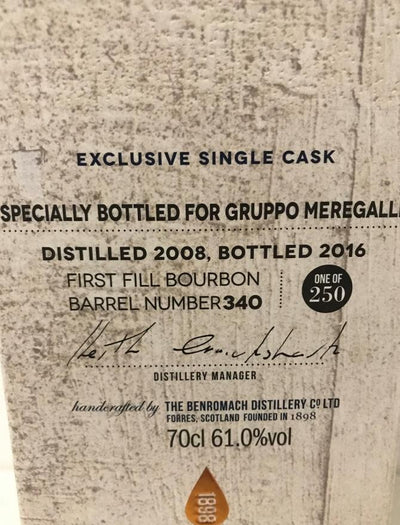 EXCLUSIVE SINGLE CASK
SPECIALLY BOTTLED FOR GRUPPO MEREGALL
DISTILLED 2008, BOTTLED 2016
FIRST FILL BOURBON
BARREL NUMBER 340
ONE OF
250
DISTILLERY MANAGER
handcrafted by THE BENROMACH DISTILLERY Cº LTD
FORRES, SCOTLAND FOUNDED IN 1898
70cl 61.0%vol
1898